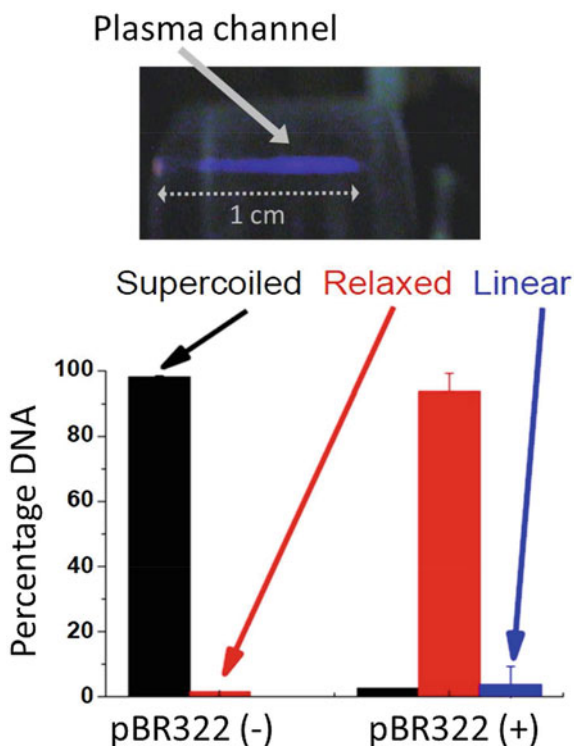 Plasma channel
1 cm
Supercoiled Relaxed Linear
Percentage DNA
100
80
60
40
20
0
pBR322 (-) pBR322 (+)